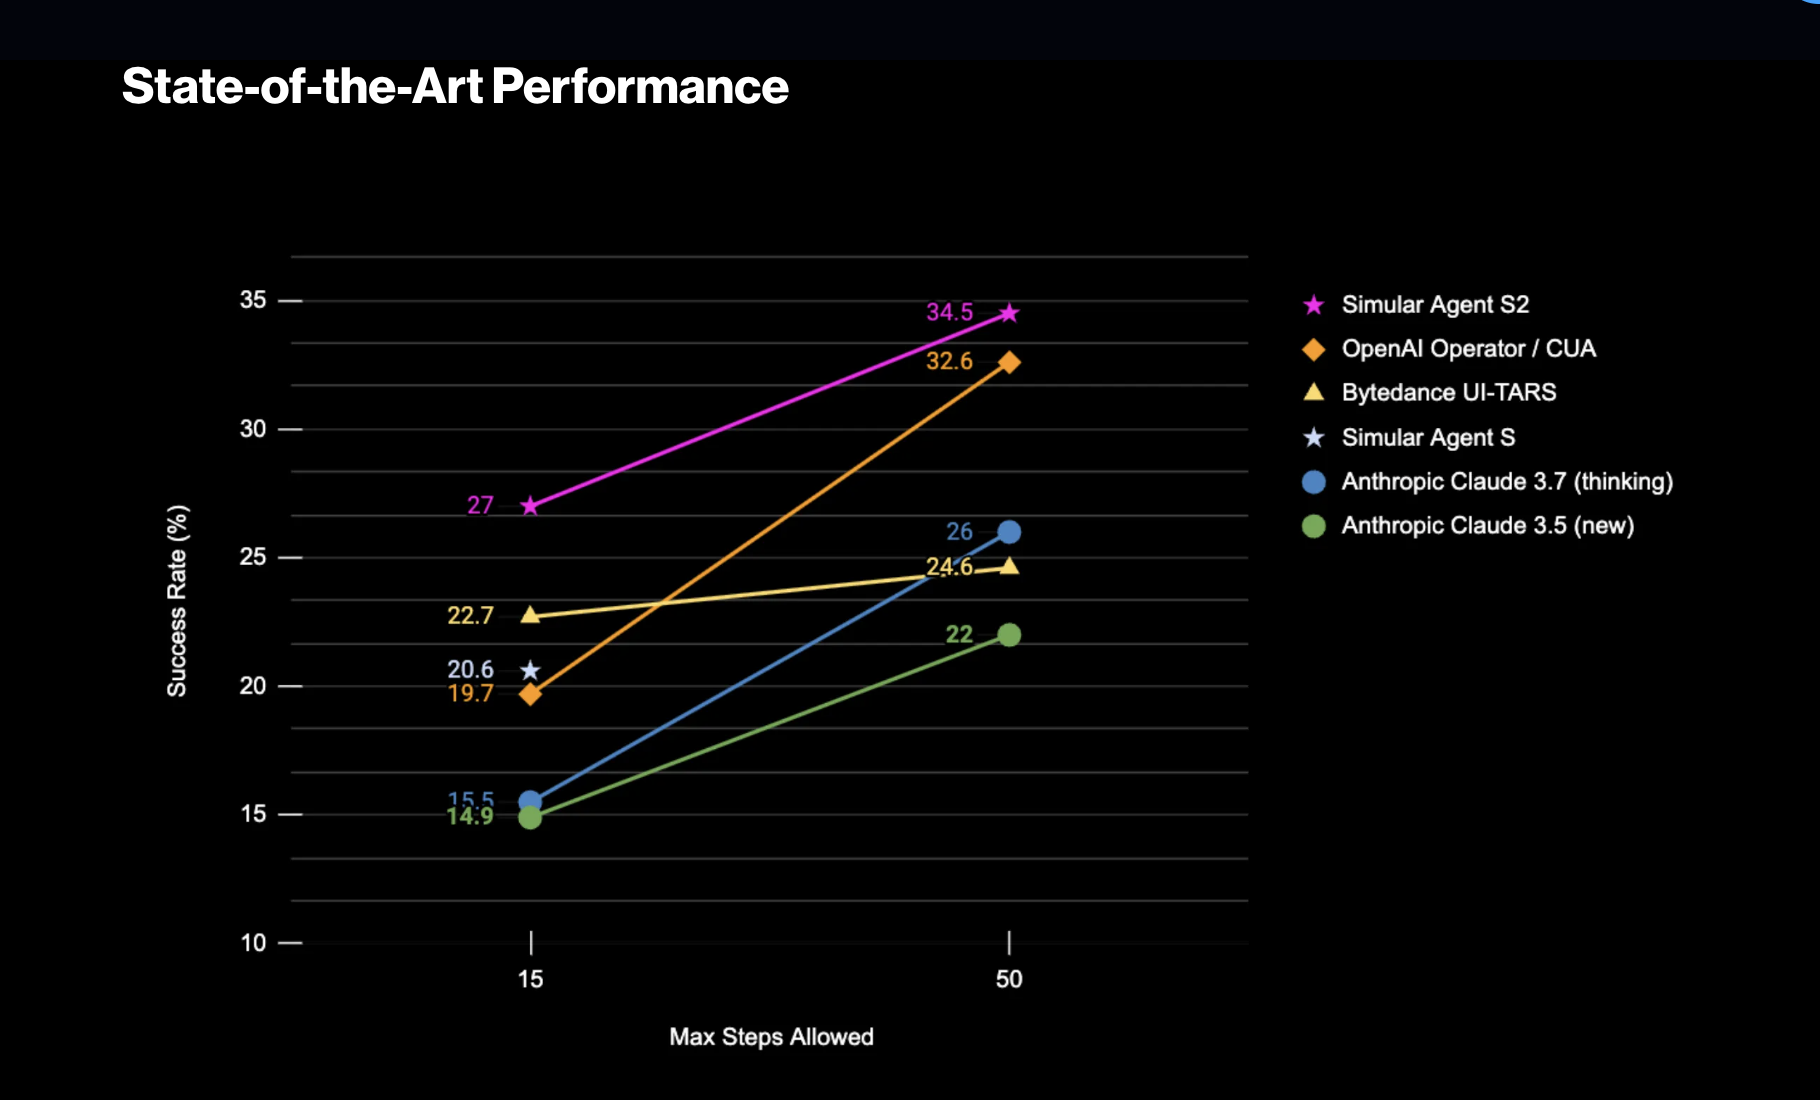 State-of-the-Art Performance
35
30
25
20
15
10
Success Rate (%)
34.5
32.6
27
26
24.6
22.7
22
20.6
19.7
15.5
14.9
15
50
Max Steps Allowed
Simular Agent S2
OpenAI Operator / CUA
Bytedance UI-TARS
Simular Agent S
Anthropic Claude 3.7 (thinking)
Anthropic Claude 3.5 (new)